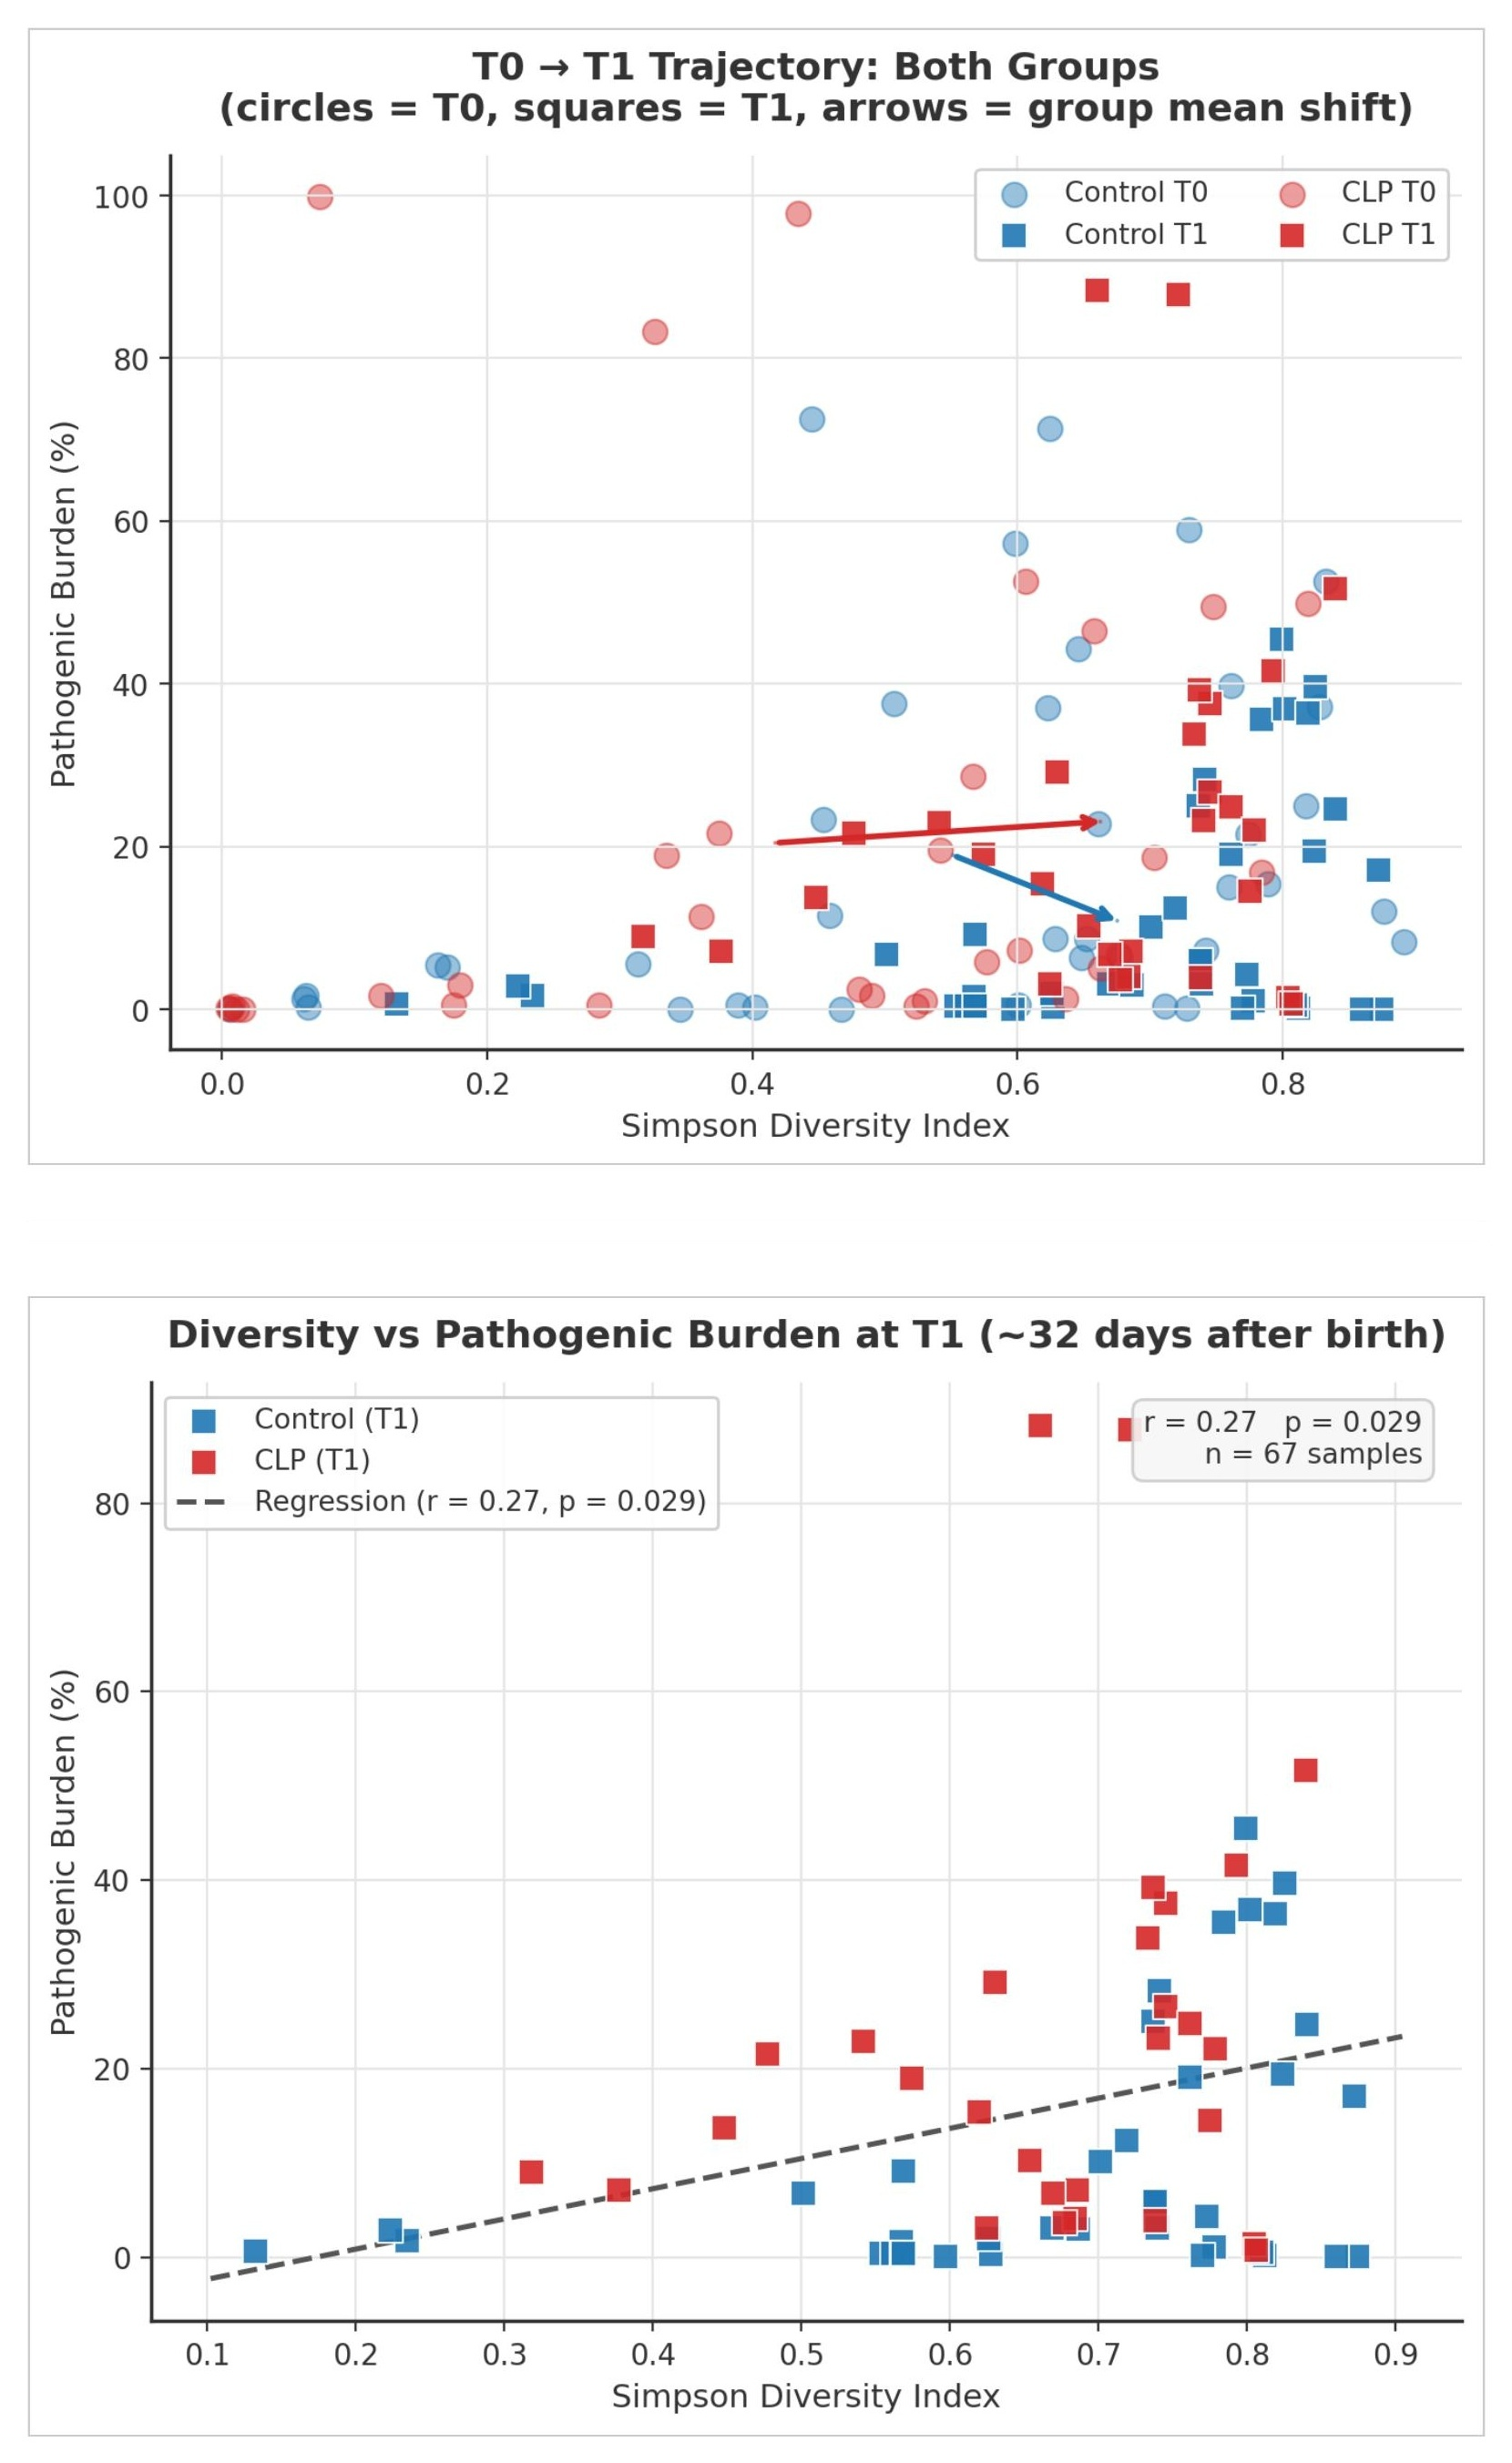 T0 → T1 Trajectory: Both Groups
(circles = T0, squares = T1, arrows = group mean shift)
Control T0
CLP T0
Control T1
CLP T1
100
80
60
40
20
0
Pathogenic Burden (%)
0.0 0.2 0.4 0.6 0.8
Simpson Diversity Index
Diversity vs Pathogenic Burden at T1 (~32 days after birth)
Control (T1)
CLP (T1)
Regression (r = 0.27, p = 0.029)
r = 0.27 p = 0.029
n = 67 samples
80
60
40
20
0
Pathogenic Burden (%)
0.1 0.2 0.3 0.4 0.5 0.6 0.7 0.8 0.9
Simpson Diversity Index